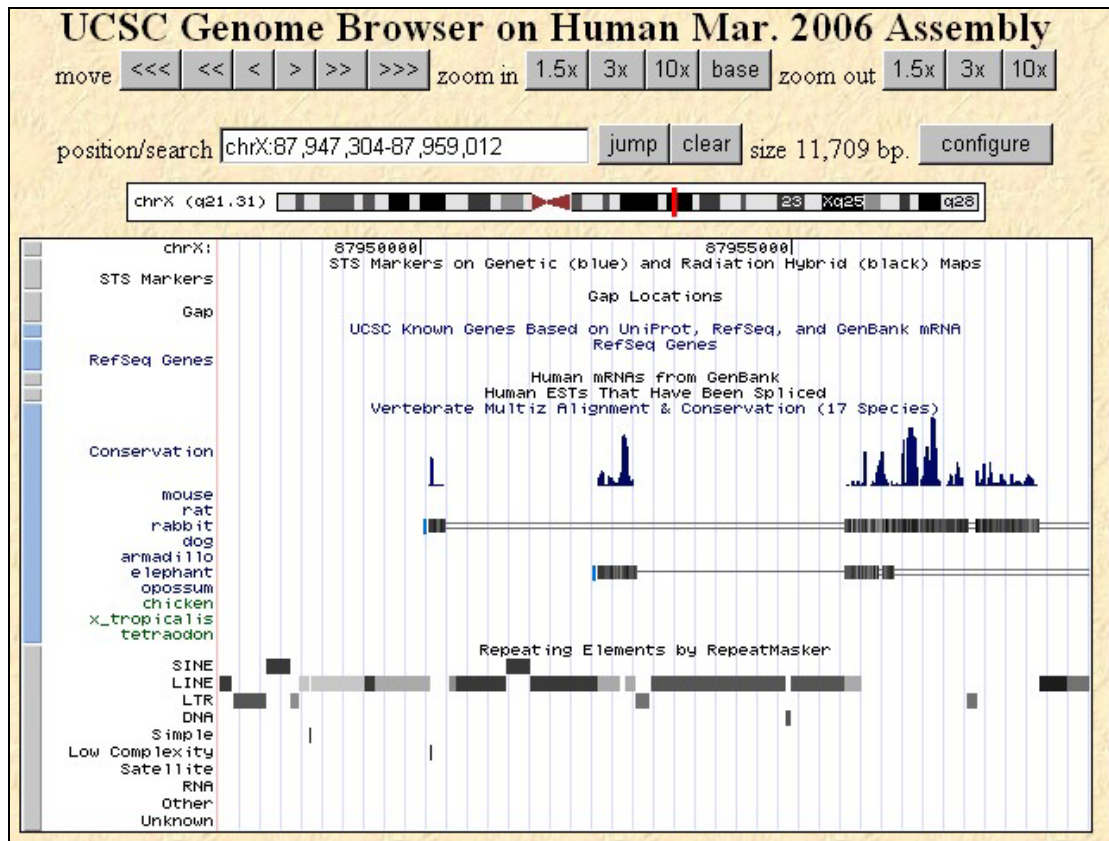 UCSC Genome Browser on Human Mar. 2006 Assembly
move <<< << < > >> >>> zoom in 1.5x 3x 10x base zoom out 1.5x 3x 10x
position/search chrX:87,947,304-87,959,012 jump clear size 11,709 bp. configure
chrX (q21.31) 23 Xq25 q28
chrX: 87950000 87955000
STS Markers on Genetic (blue) and Radiation Hybrid (black) Maps
STS Markers
Gap Locations
Gap
UCSC Known Genes Based on UniProt, RefSeq, and GenBank mRNA
RefSeq Genes
RefSeq Genes
Human mRNAs from GenBank
Human ESTs That Have Been Spliced
Vertebrate Multiz Alignment & Conservation (17 Species)
Conservation
mouse
rat
rabbit
dog
armadillo
elephant
opossum
chicken
x_tropicalis
tetraodon
Repeating Elements by RepeatMasker
SINE
LINE
LTR
DNA
Simple
Low Complexity
Satellite
RNA
Other
Unknown